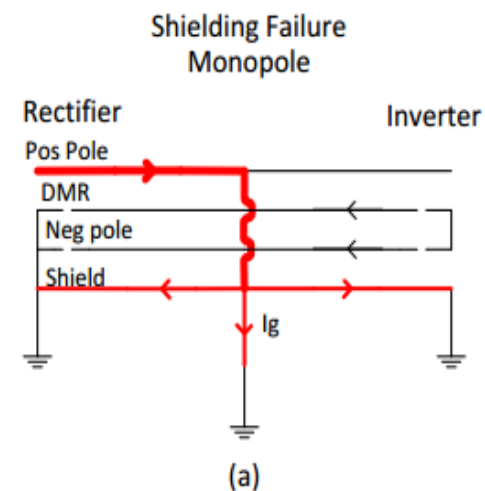 Shielding Failure
Monopole
Rectifier
Inverter
Pos Pole
DMR
Neg pole
Shield
Ig
(a)